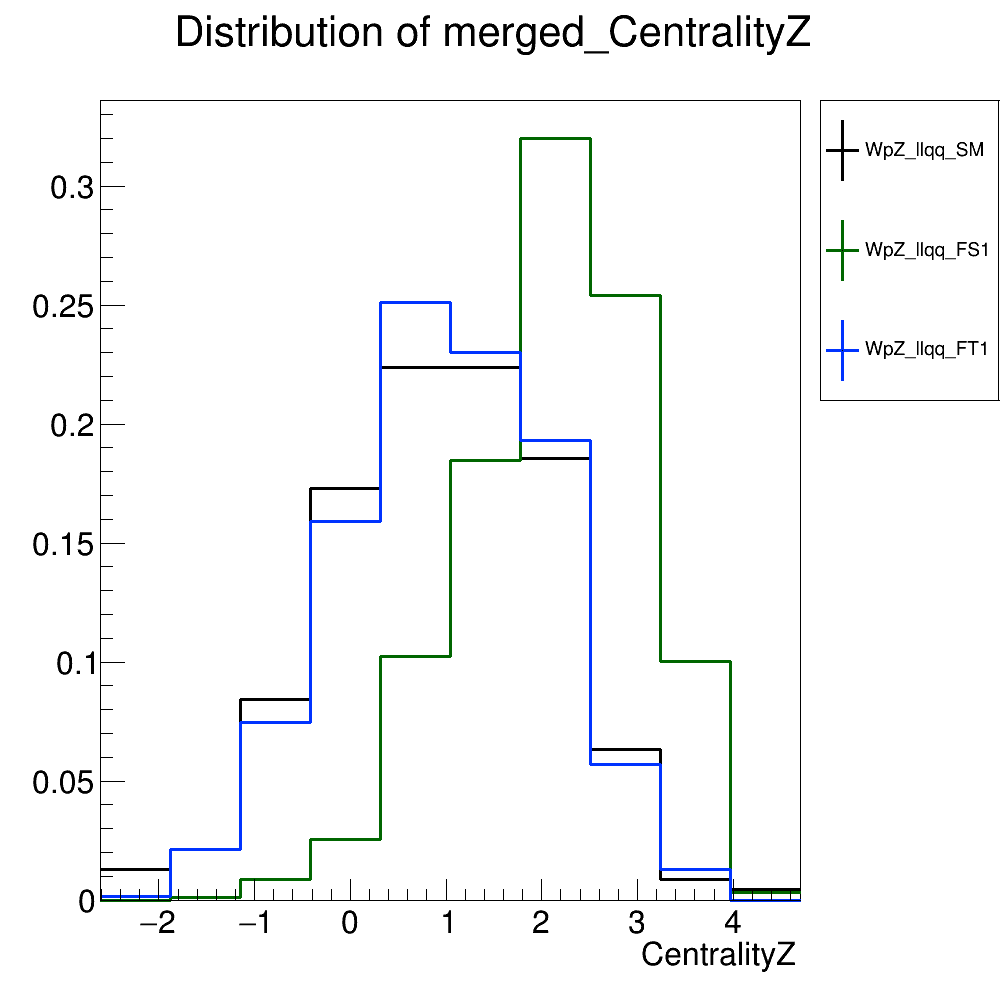 Distribution of merged_CentralityZ
WpZ_llqq_SM
WpZ_llqq_FS1
WpZ_llqq_FT1
0.3
0.25
0.2
0.15
0.1
0.05
0
−2 −1 0 1 2 3 4
CentralityZ